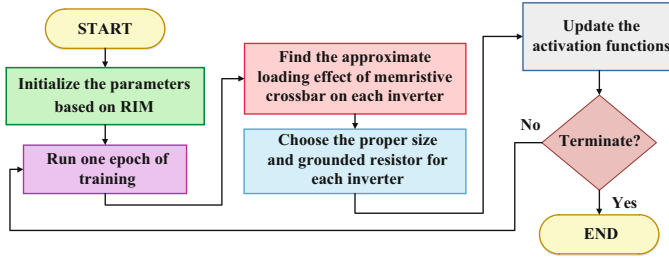 START
Initialize the parameters
based on RIM
Run one epoch of
training
Find the approximate
loading effect of memristive
crossbar on each inverter
Choose the proper size
and grounded resistor for
each inverter
Update the
activation functions
Terminate?
No
Yes
END